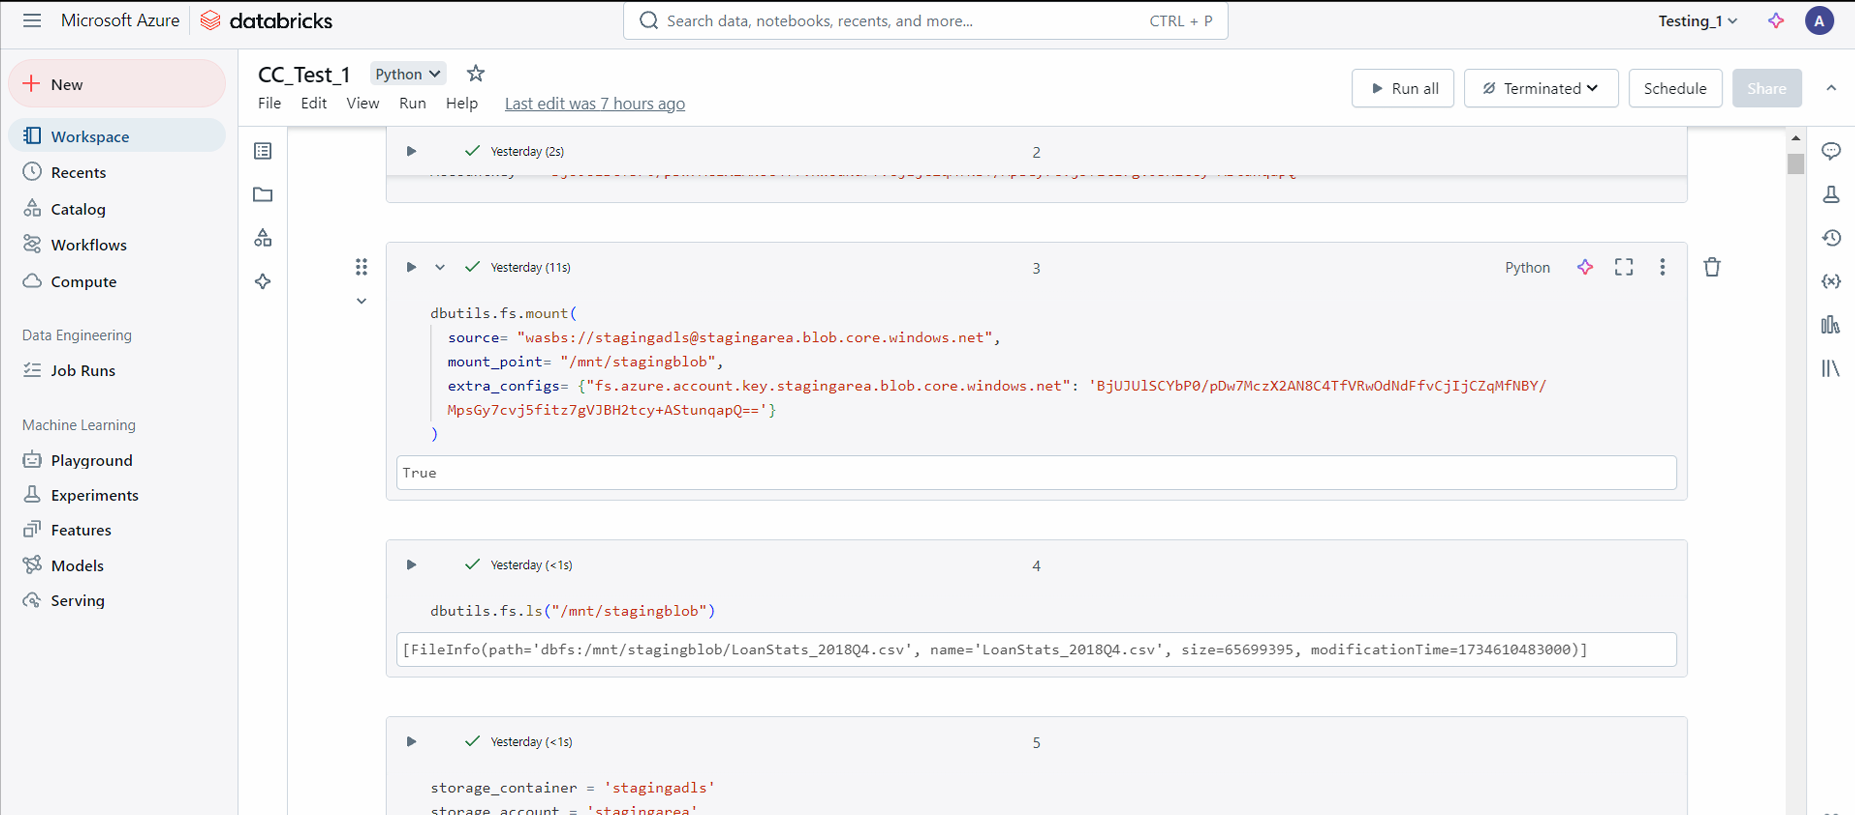 Microsoft Azure databricks Search data, notebooks, recents, and more... CTRL + P Testing_1 A
New
Workspace
Recents
Catalog
Workflows
Compute
Data Engineering
Job Runs
Machine Learning
Playground
Experiments
Features
Models
Serving
CC_Test_1 Python
File Edit View Run Help Last edit was 7 hours ago
Run all Terminated Schedule Share
Yesterday (2s) 2
Yesterday (11s) 3 Python
dbutils.fs.mount(
source= "wasbs://stagingadls@stagingarea.blob.core.windows.net",
mount_point= "/mnt/stagingblob",
extra_configs= {"fs.azure.account.key.stagingarea.blob.core.windows.net": 'BjUJUlSCYbP0/pDw7MczX2AN8C4TfVRwOdNdFfvCjIjCZqMfNBY/
MpsGy7cvj5fitz7gVJBH2tcy+AStunqapQ=='}
)
True
Yesterday (<1s) 4
dbutils.fs.ls("/mnt/stagingblob")
[FileInfo(path='dbfs:/mnt/stagingblob/LoanStats_2018Q4.csv', name='LoanStats_2018Q4.csv', size=65699395, modificationTime=1734610483000)]
Yesterday (<1s) 5
storage_container = 'stagingadls'
storage_account = 'stagingarea'